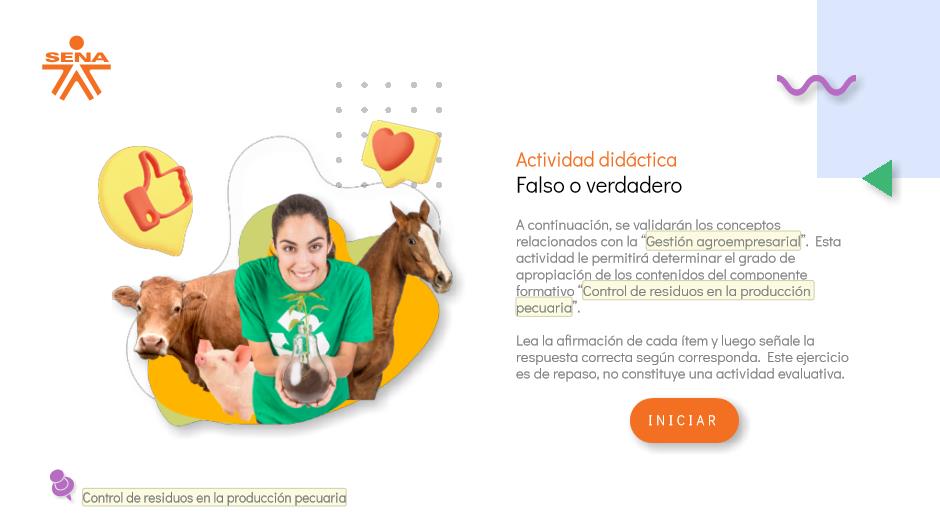 SENA
Actividad didáctica
Falso o verdadero
A continuación, se validarán los conceptos
relacionados con la “Gestión agroempresarial”. Esta
actividad le permitirá determinar el grado de
apropiación de los contenidos del componente
formativo “Control de residuos en la producción
pecuaria”.
Lea la afirmación de cada ítem y luego señale la
respuesta correcta según corresponda. Este ejercicio
es de repaso, no constituye una actividad evaluativa.
INICIAR
Control de residuos en la producción pecuaria